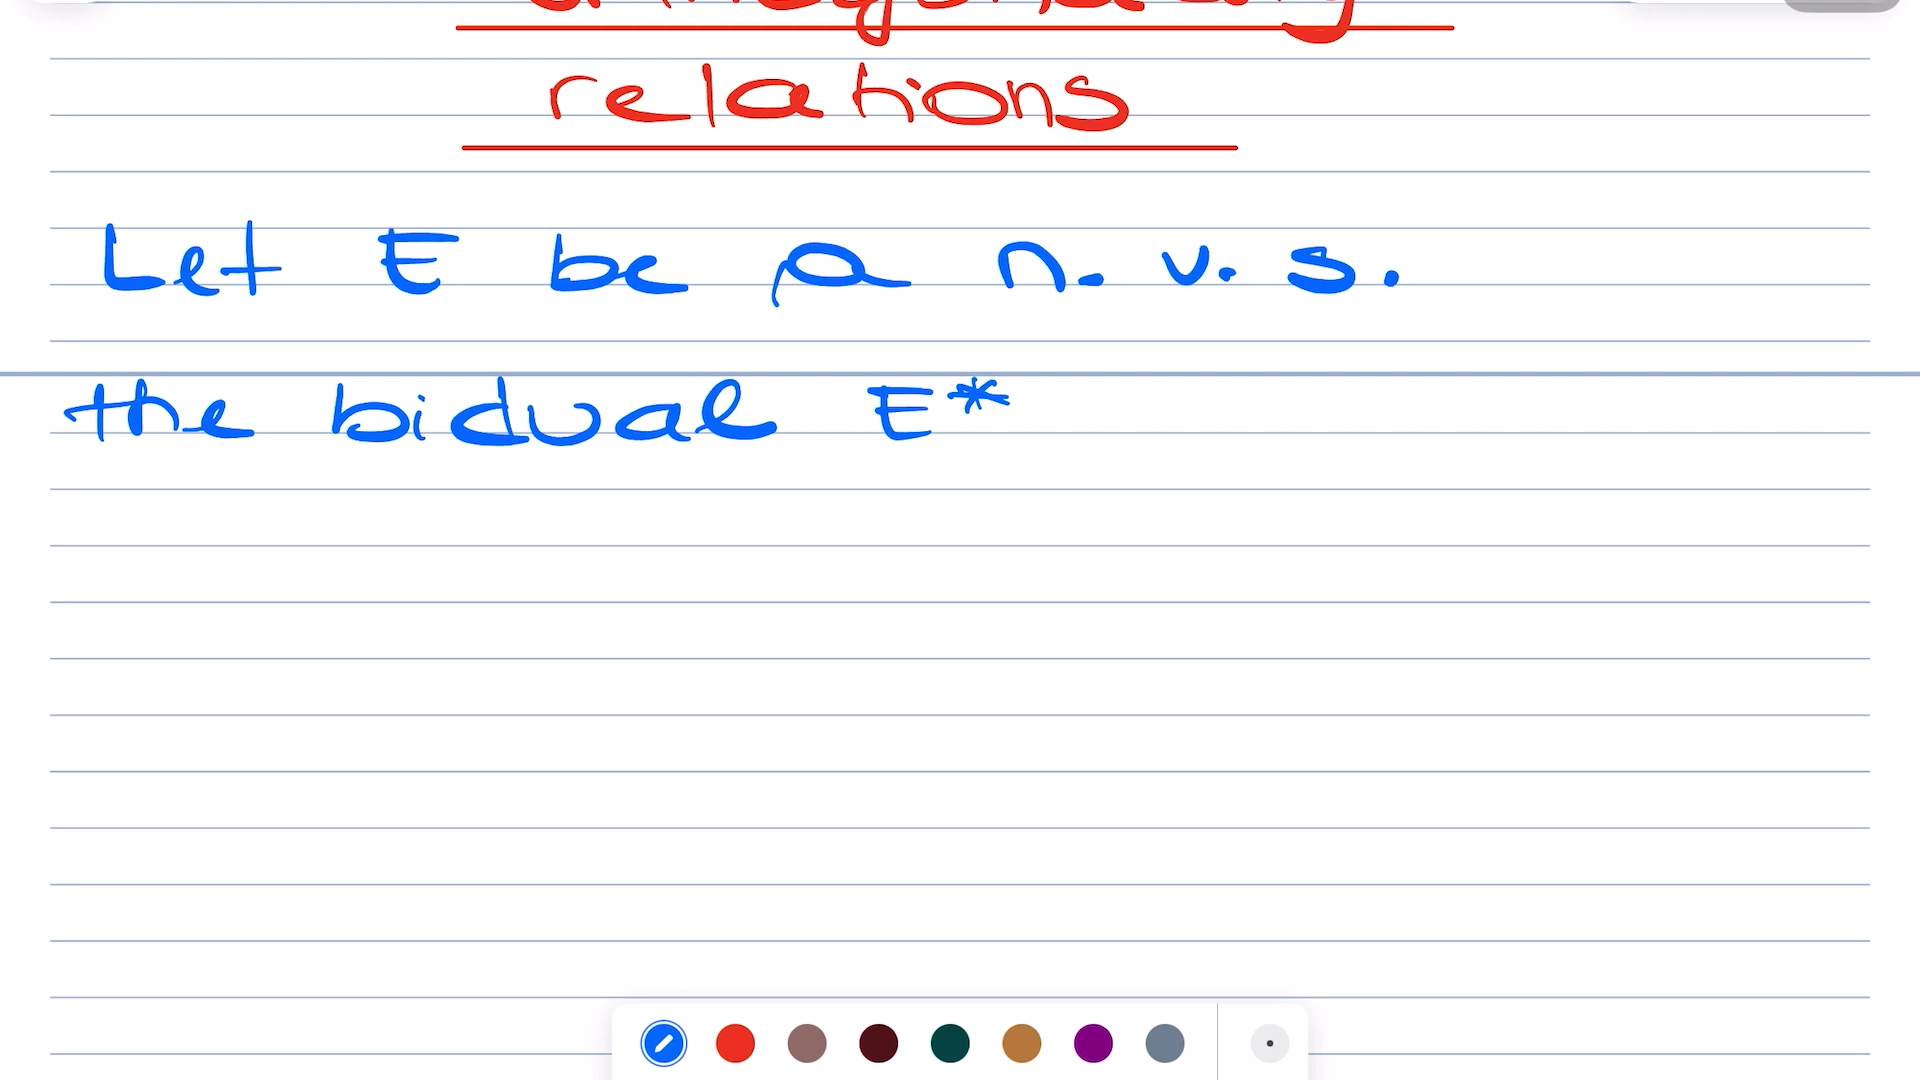 relations
Let E be a n.v.s.
the bidual E*